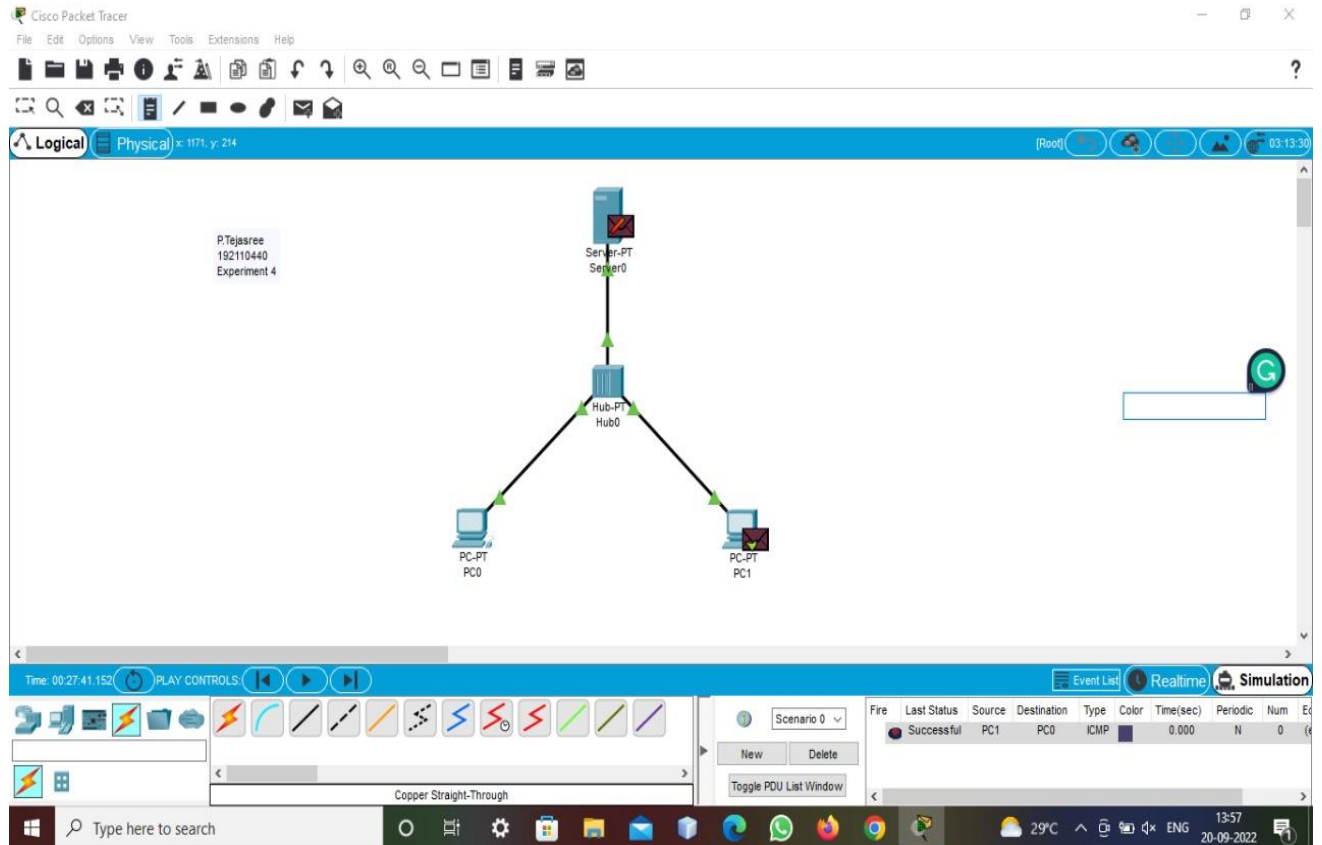 Cisco Packet Tracer
File Edit Options View Tools Extensions Help
?
Logical Physical x: 1171, y: 214 [Root] 03:13:30
P.Tejasree
192110440
Experiment 4
Server-PT
Server0
Hub-PT
Hub0
PC-PT
PC0
PC-PT
PC1
G
Time: 00:27:41.152 PLAY CONTROLS: Event List Realtime Simulation
Scenario 0
New Delete
Toggle PDU List Window
Fire Last Status Source Destination Type Color Time(sec) Periodic Num
Successful PC1 PC0 ICMP 0.000 N 0
Copper Straight-Through
Type here to search
29°C ENG 13:57
20-09-2022